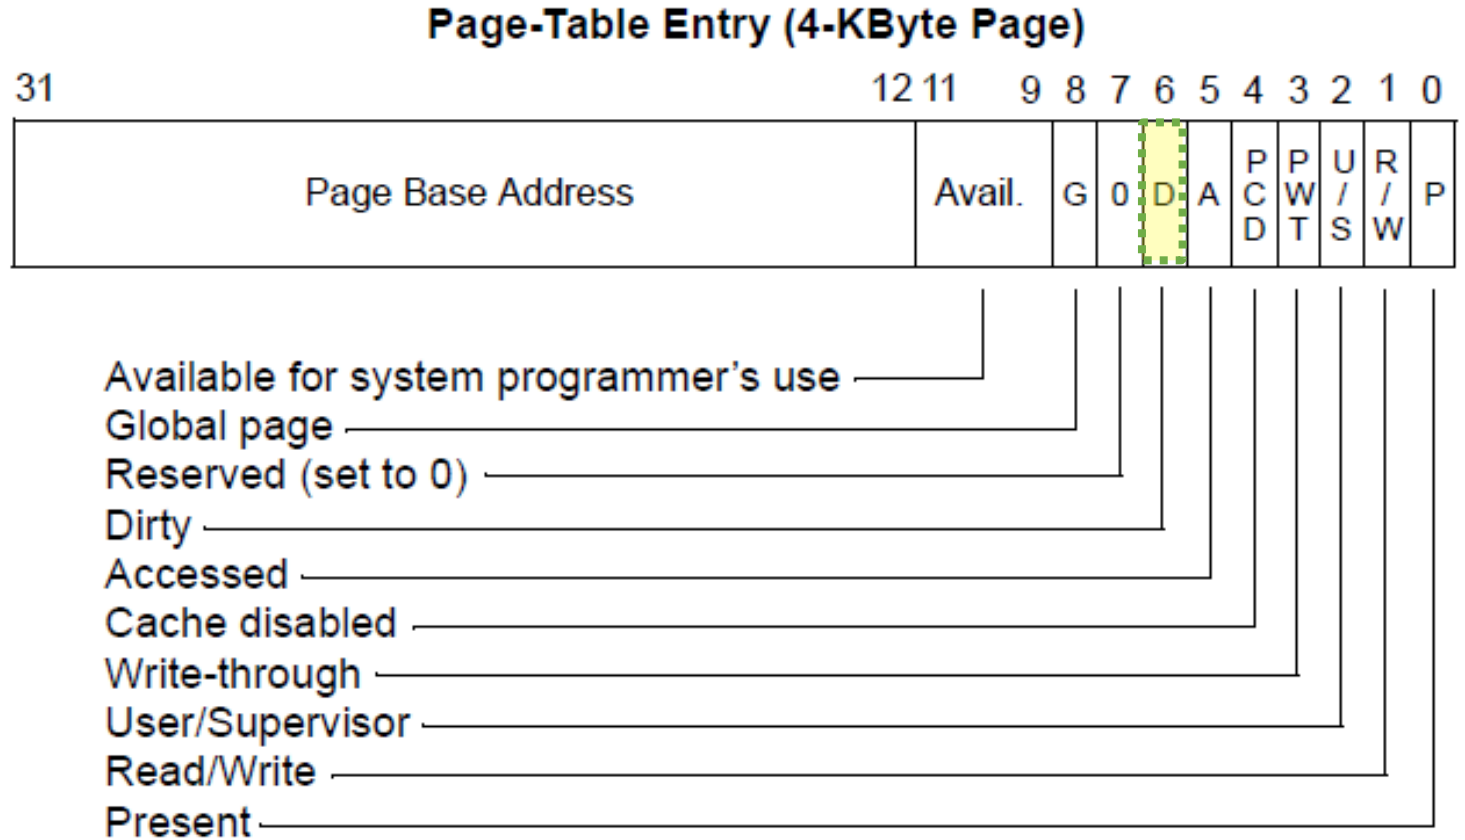 Page-Table Entry (4-KByte Page)
31 12 11 9 8 7 6 5 4 3 2 1 0
Page Base Address Avail. G 0 D A PCD PWT U/S R/W P
Available for system programmer’s use
Global page
Reserved (set to 0)
Dirty
Accessed
Cache disabled
Write-through
User/Supervisor
Read/Write
Present